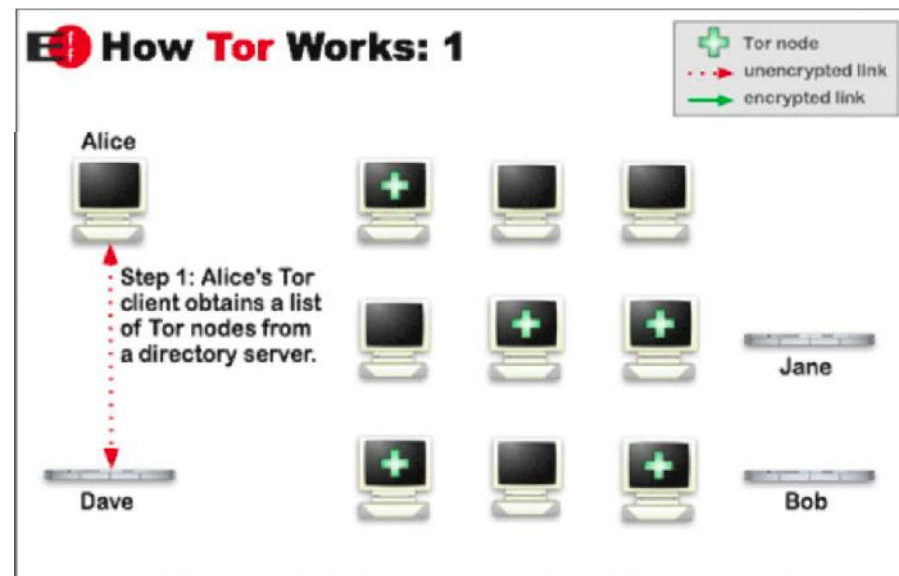 EFF How Tor Works: 1
Tor node
unencrypted link
encrypted link
Alice
Step 1: Alice's Tor
client obtains a list
of Tor nodes from
a directory server.
Jane
Dave
Bob